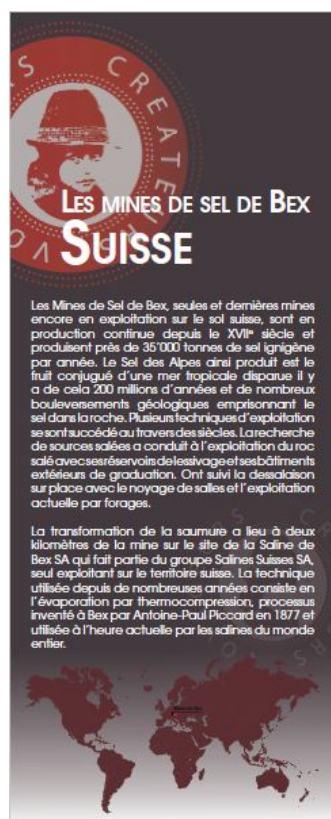 CREATEURS
VO
LES MINES DE SEL DE BEX
SUISSE
Les Mines de Sel de Bex, seules et dernières mines
encore en exploitation sur le sol suisse, sont en
production continue depuis le XVIIe siècle et
produisent près de 35'000 tonnes de sel ignigène
par année. Le Sel des Alpes ainsi produit est le
fruit conjugué d'une mer tropicale disparue il y
a de cela 200 millions d'années et de nombreux
bouleversements géologiques emprisonnant le
sel dans la roche. Plusieurs techniques d'exploitation
se sont succédé au travers des siècles. La recherche
de sources salées a conduit à l'exploitation du roc
salé avec ses réservoirs de lessivage et ses bâtiments
extérieurs de graduation. Ont suivi la dessalaison
sur place avec le noyage de salles et l'exploitation
actuelle par forages.
La transformation de la saumure a lieu à deux
kilomètres de la mine sur le site de la Saline de
Bex SA qui fait partie du groupe Salines Suisses SA,
seul exploitant sur le territoire suisse. La technique
utilisée depuis de nombreuses années consiste en
l'évaporation par thermocompression, processus
inventé à Bex par Antoine-Paul Piccard en 1877 et
utilisée à l'heure actuelle par les salines du monde
entier.